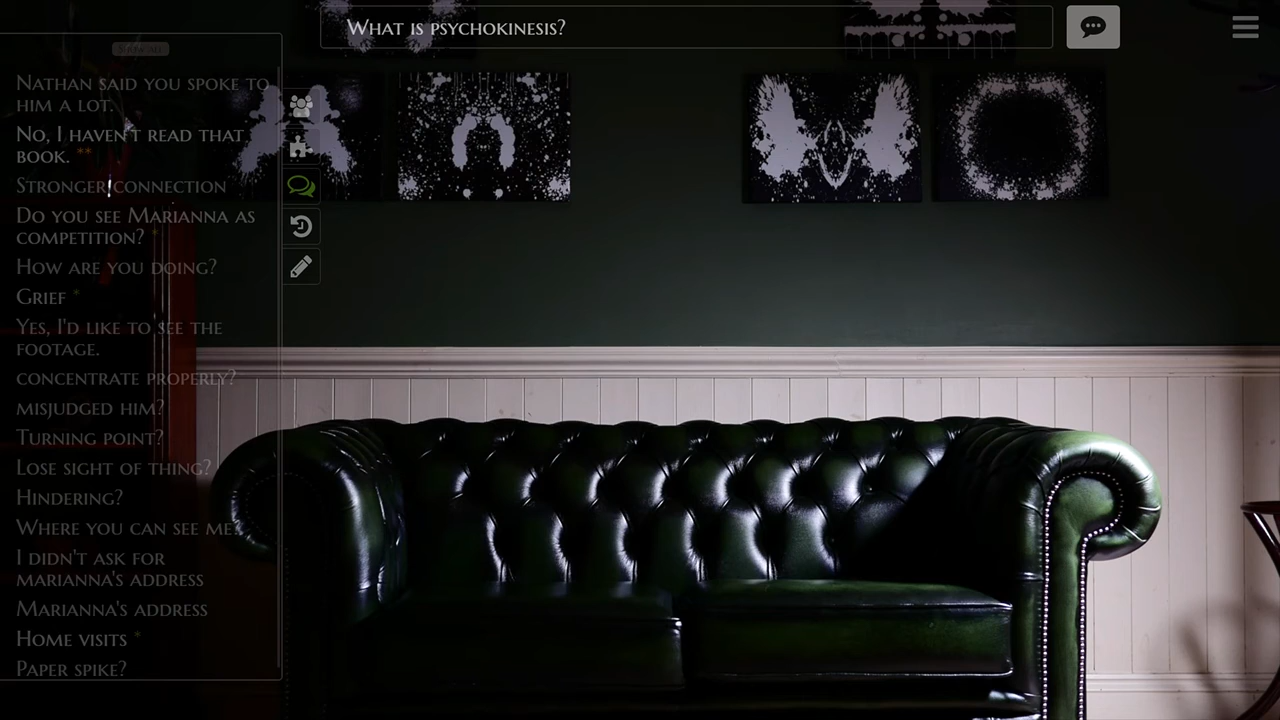 What is psychokinesis?
Nathan said you spoke to
him a lot.
No, I haven't read that
book. **
Stronger connection
Do you see Marianna as
competition? *
How are you doing?
Grief *
Yes, I'd like to see the
footage.
concentrate properly?
misjudged him?
Turning point?
Lose sight of thing?
Hindering?
Where you can see me?
I didn't ask for
marianna's address
Marianna's address
Home visits *
Paper spike?